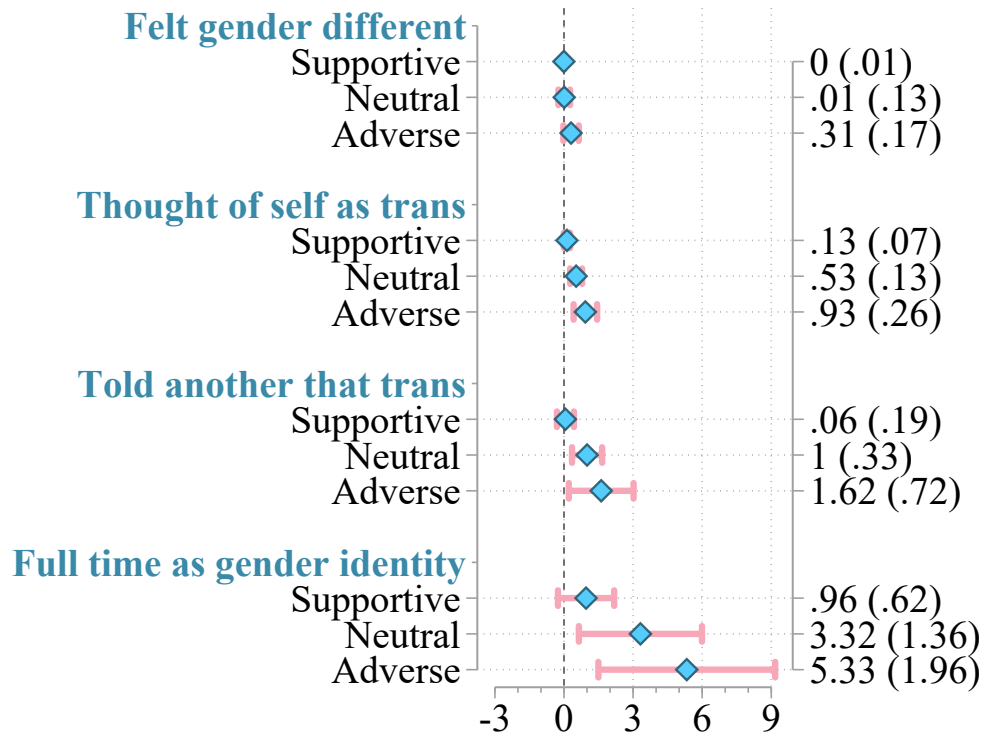 Felt gender different
Supportive 0 (.01)
Neutral .01 (.13)
Adverse .31 (.17)
Thought of self as trans
Supportive .13 (.07)
Neutral .53 (.13)
Adverse .93 (.26)
Told another that trans
Supportive .06 (.19)
Neutral 1 (.33)
Adverse 1.62 (.72)
Full time as gender identity
Supportive .96 (.62)
Neutral 3.32 (1.36)
Adverse 5.33 (1.96)
-3 0 3 6 9